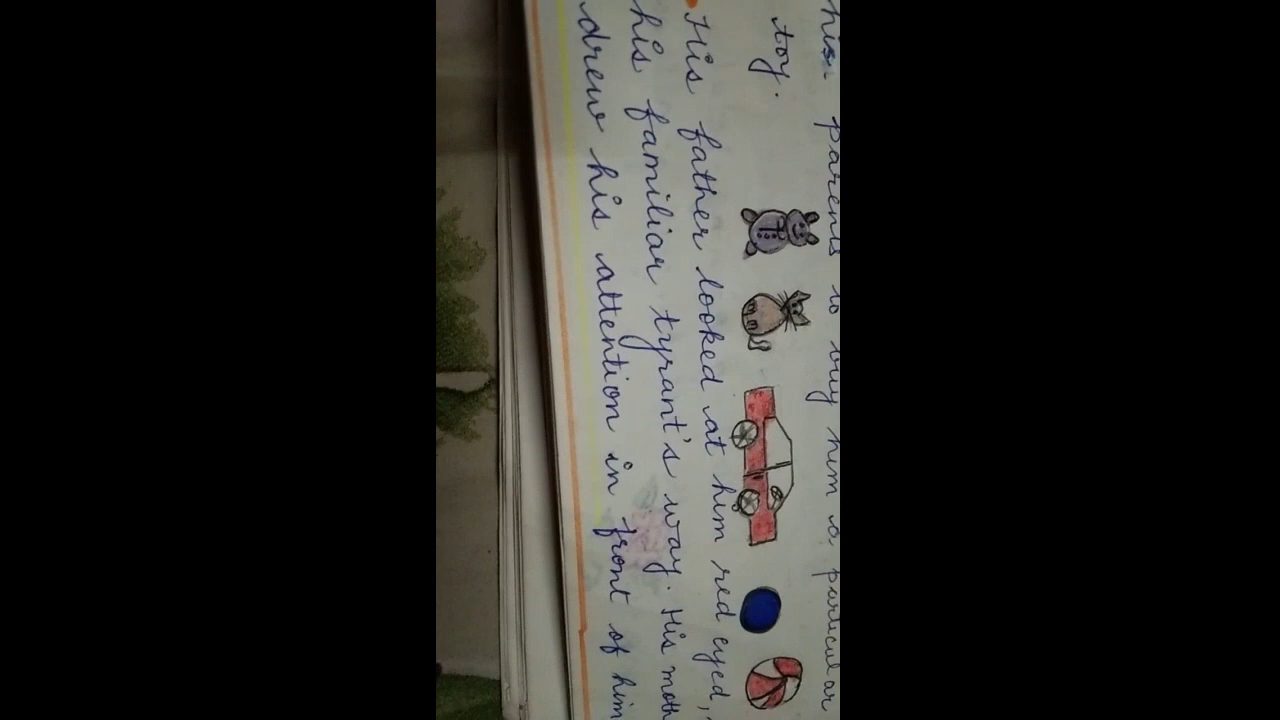 his parents to buy him a particular
toy.
His father looked at him red eyed,
his familiar tyrant's way. His moth
drew his attention in front of him